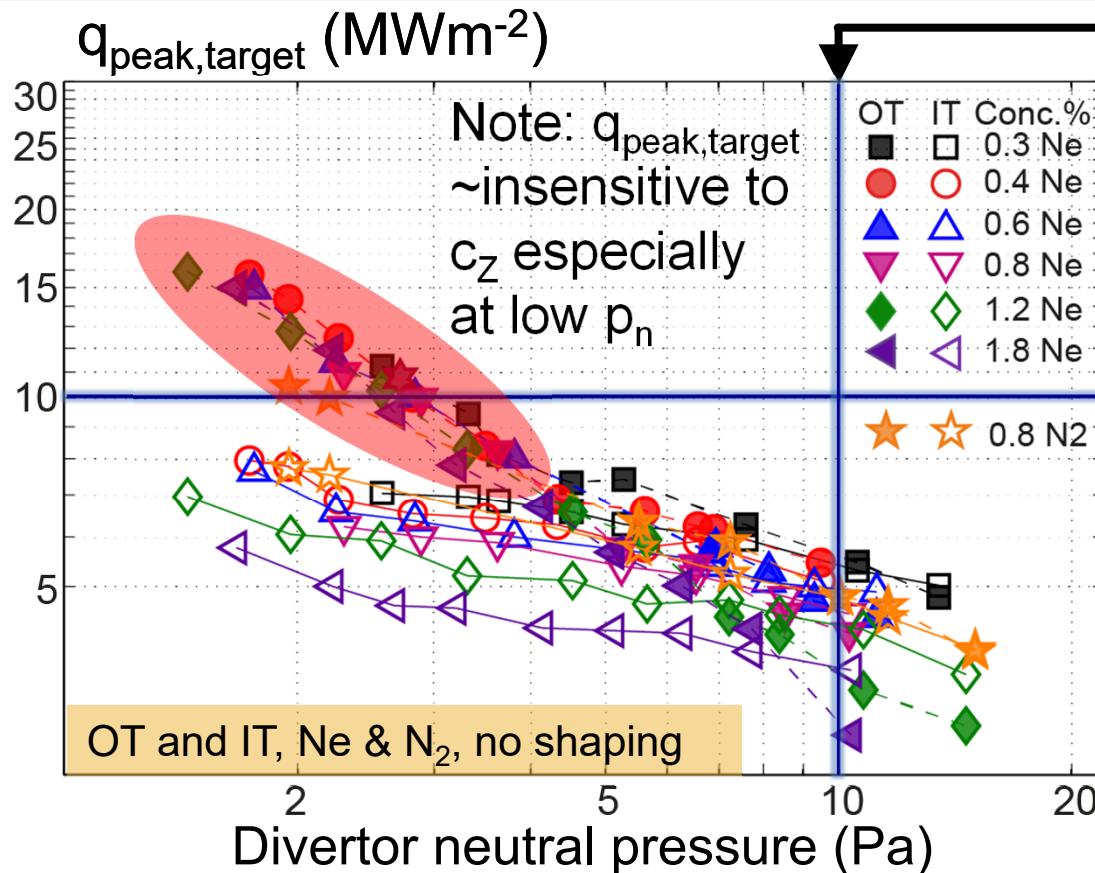 q_peak,target (MWm⁻²)
30
25
20
15
10
5
Note: q_peak,target
~insensitive to
c_Z especially
at low p_n
OT IT Conc.%
0.3 Ne
0.4 Ne
0.6 Ne
0.8 Ne
1.2 Ne
1.8 Ne
0.8 N2
OT and IT, Ne & N₂, no shaping
2 5 10 20
Divertor neutral pressure (Pa)